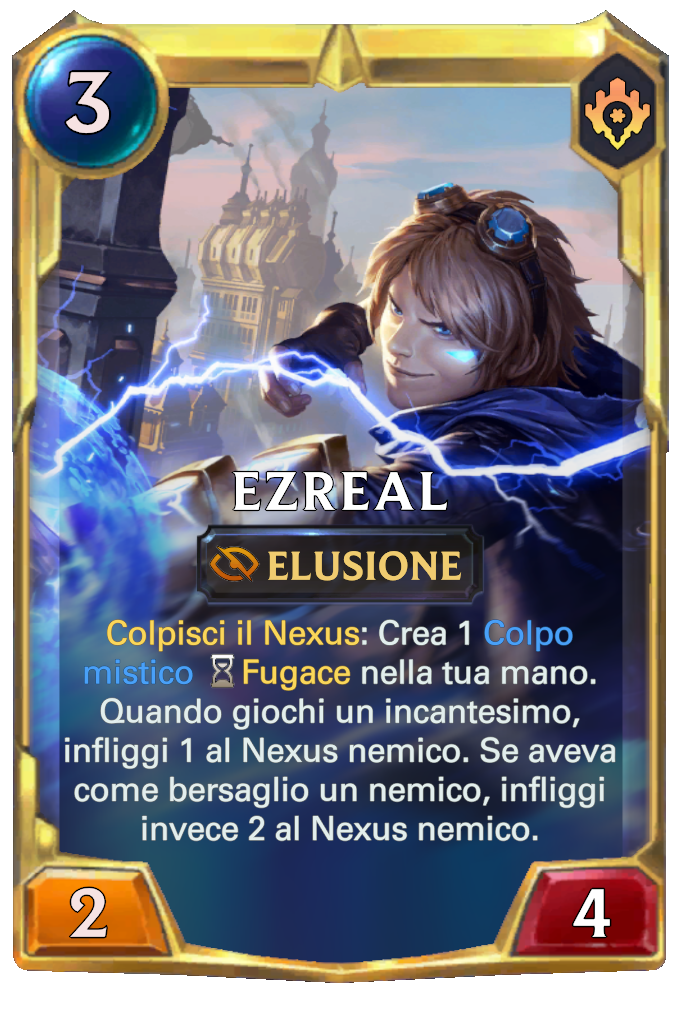 3
EZREAL
ELUSIONE
Colpisci il Nexus: Crea 1 Colpo
mistico Fugace nella tua mano.
Quando giochi un incantesimo,
infliggi 1 al Nexus nemico. Se aveva
come bersaglio un nemico, infliggi
invece 2 al Nexus nemico.
2
4